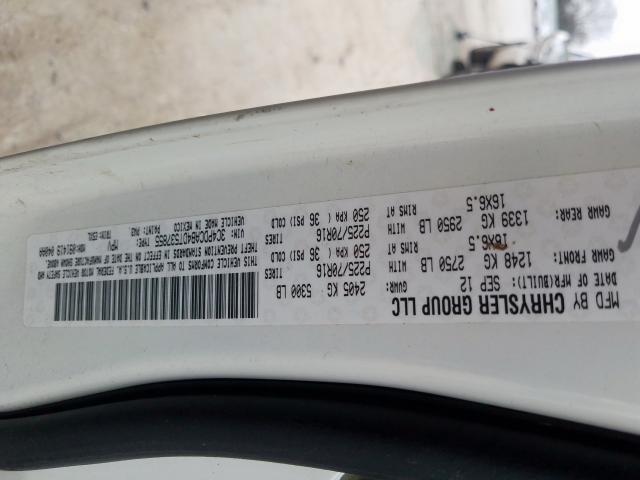 MFD BY CHRYSLER GROUP LLC
DATE OF MFR(BUILT): SEP 12 GVWR: 2405 KG 5300 LB
GAWR FRONT: 1248 KG 2750 LB WITH P225/70R16 TIRES
16X6.5 RIMS AT 250 KPA ( 36 PSI) COLD
GAWR REAR: 1339 KG 2950 LB WITH P225/70R16 TIRES
16X6.5 RIMS AT 250 KPA ( 36 PSI) COLD
THIS VEHICLE CONFORMS TO ALL APPLICABLE U.S.A. FEDERAL MOTOR VEHICLE SAFETY AND
THEFT PREVENTION STANDARDS IN EFFECT ON THE DATE OF MANUFACTURE SHOWN ABOVE.
VIN: TYPE: MPV
VEHICLE MADE IN MEXICO PAINT: TRIM: